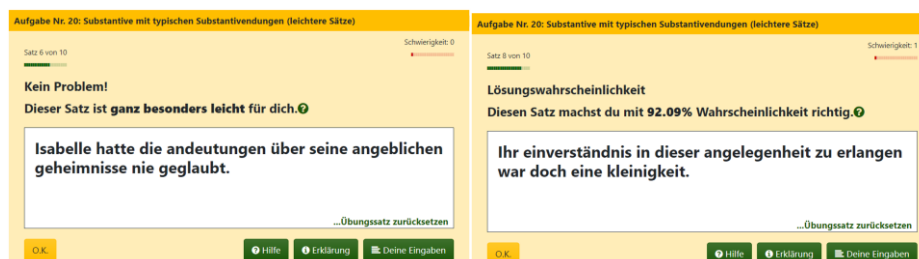 Aufgabe Nr. 20: Substantive mit typischen Substantivendungen (leichtere Sätze)
Schwierigkeit: 0
Satz 6 von 10
Kein Problem!
Dieser Satz ist ganz besonders leicht für dich.
Isabelle hatte die andeutungen über seine angeblichen
geheimnisse nie geglaubt.
...Übungssatz zurücksetzen
O.K.
Hilfe
Erklärung
Deine Eingaben
Aufgabe Nr. 20: Substantive mit typischen Substantivendungen (leichtere Sätze)
Schwierigkeit: 1
Satz 8 von 10
Lösungswahrscheinlichkeit
Diesen Satz machst du mit 92.09% Wahrscheinlichkeit richtig.
Ihr einverständnis in dieser angelegenheit zu erlangen
war doch eine kleinigkeit.
...Übungssatz zurücksetzen
O.K.
Hilfe
Erklärung
Deine Eingaben